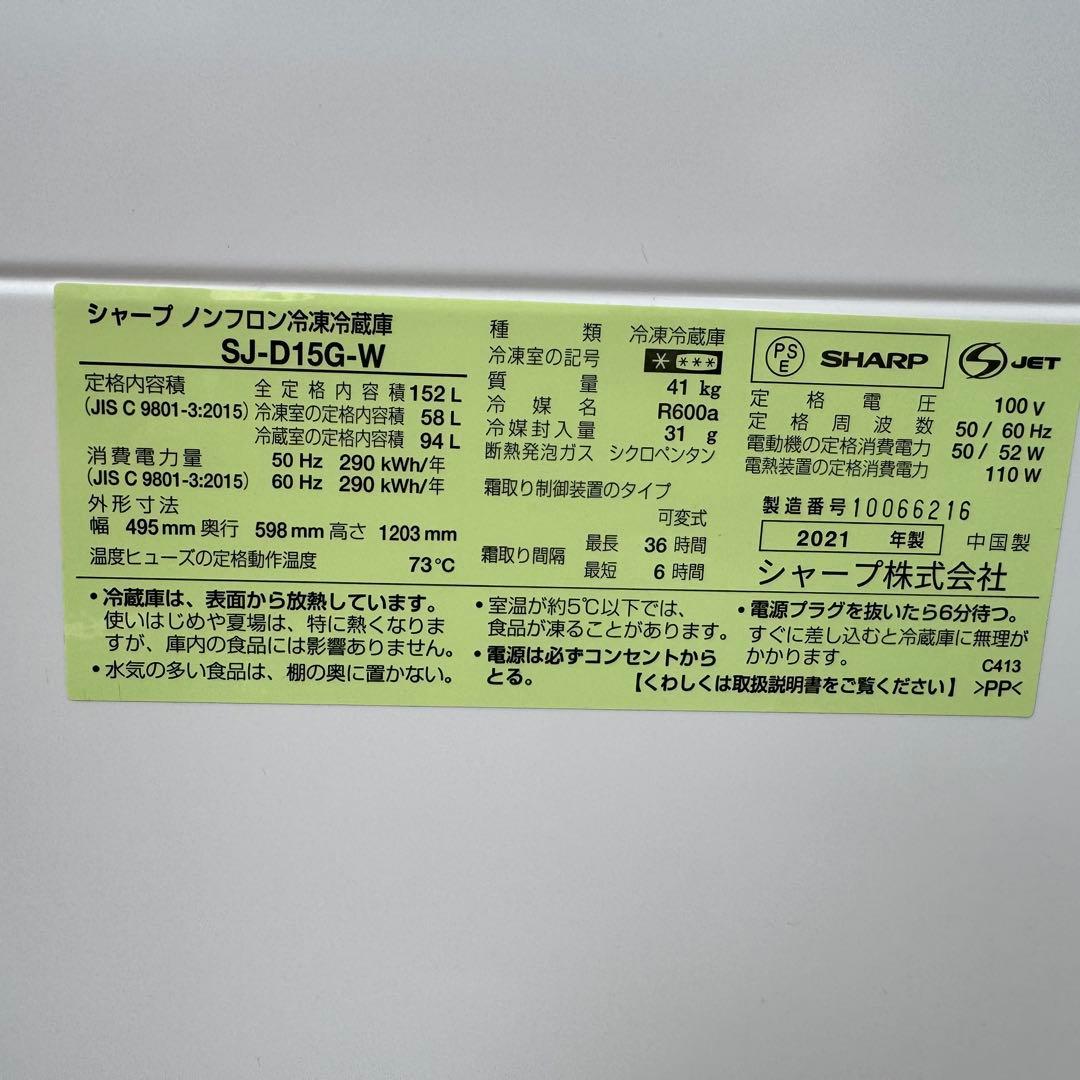 シャープ ノンフロン冷凍冷蔵庫
SJ-D15G-W
定格内容積 全定格内容積 152 L
(JIS C 9801-3:2015) 冷凍室の定格内容積 58 L
冷蔵室の定格内容積 94 L
消費電力量 50 Hz 290 kWh/年
(JIS C 9801-3:2015) 60 Hz 290 kWh/年
外形寸法
幅 495 mm 奥行 598 mm 高さ 1203 mm
温度ヒューズの定格動作温度 73℃
種類 冷凍冷蔵庫
冷凍室の記号 * ***
質量 41 kg
冷媒名 R600a
冷媒封入量 31 g
断熱発泡ガス シクロペンタン
霜取り制御装置のタイプ
可変式
霜取り間隔 最長 36 時間
最短 6 時間
PS E SHARP S JET
定格電圧 100 V
定格周波数 50 / 60 Hz
電動機の定格消費電力 50 / 52 W
電熱装置の定格消費電力 110 W
製造番号 10066216
2021 年製 中国製
シャープ株式会社
・冷蔵庫は、表面から放熱しています。
使いはじめや夏場は、特に熱くなりま
すが、庫内の食品には影響ありません。
・水気の多い食品は、棚の奥に置かない。
・室温が約5℃以下では、
食品が凍ることがあります。
・電源は必ずコンセントから
とる。
・電源プラグを抜いたら6分待つ。
すぐに差し込むと冷蔵庫に無理が
かかります。 C413
【くわしくは取扱説明書をご覧ください】 >PP<